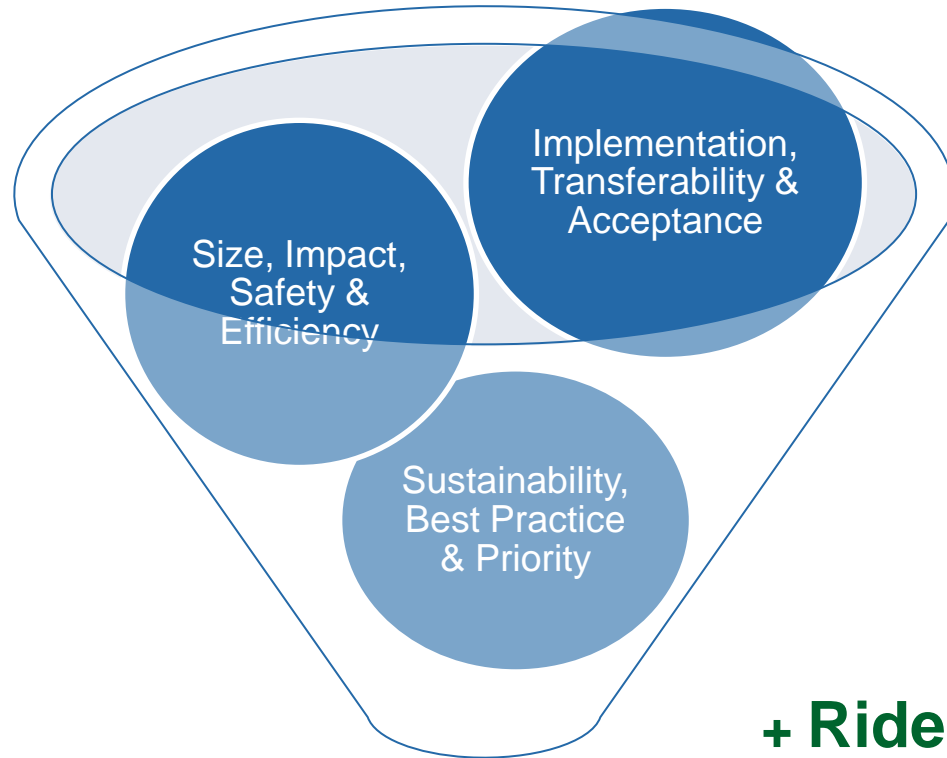 Implementation,
Transferability &
Acceptance
Size, Impact,
Safety &
Efficiency
Sustainability,
Best Practice
& Priority
+ Ride